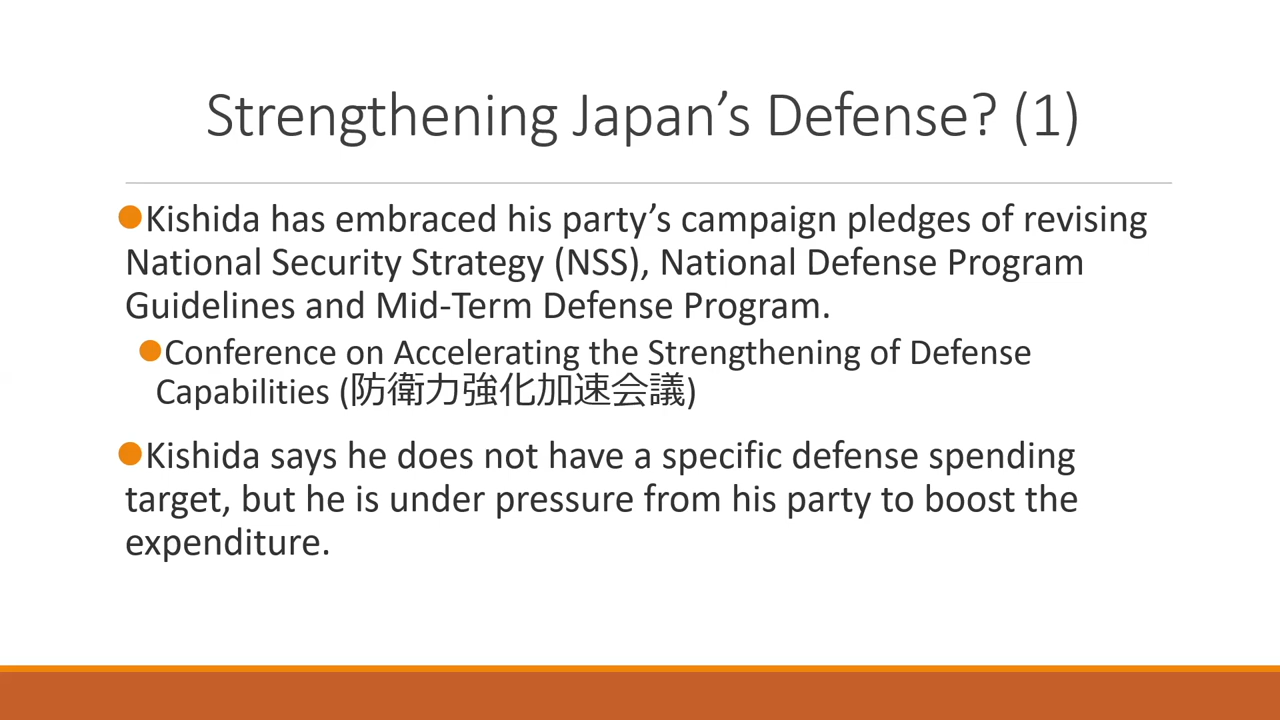 Strengthening Japan’s Defense? (1)
Kishida has embraced his party’s campaign pledges of revising
National Security Strategy (NSS), National Defense Program
Guidelines and Mid-Term Defense Program.
Conference on Accelerating the Strengthening of Defense
Capabilities (防衛力強化加速会議)
Kishida says he does not have a specific defense spending
target, but he is under pressure from his party to boost the
expenditure.